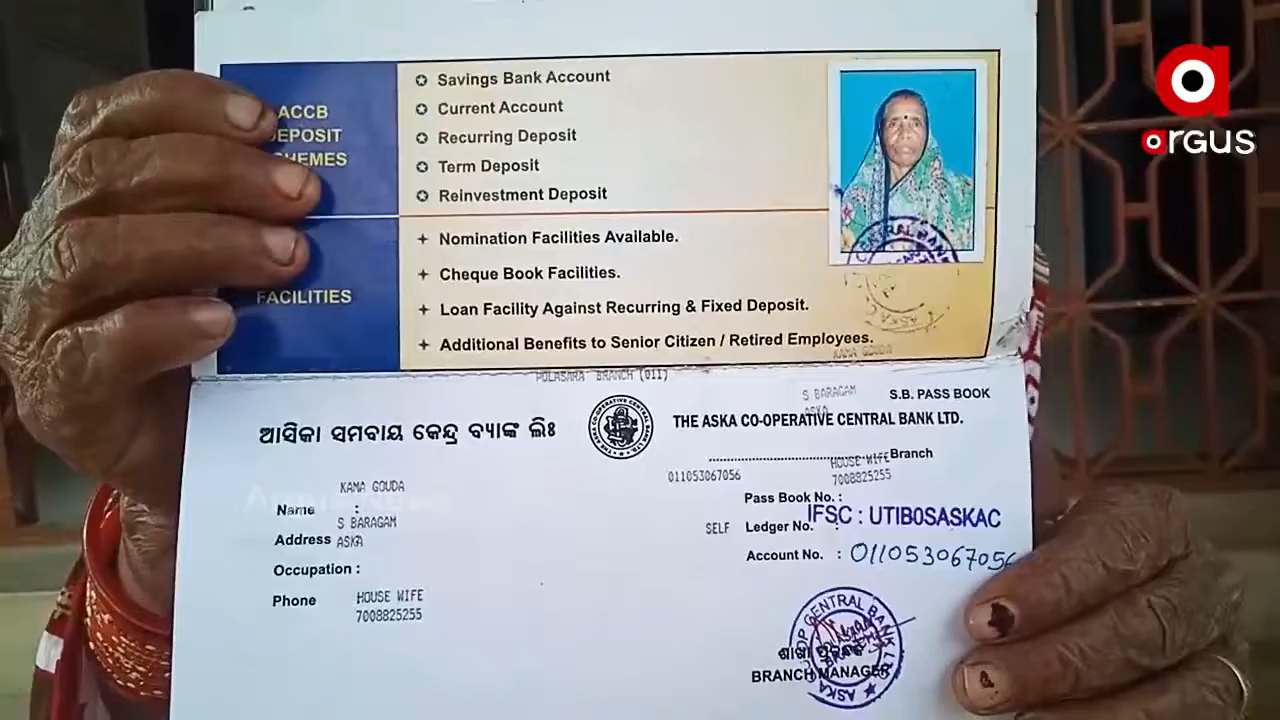 argus
ACCB
DEPOSIT
SCHEMES
Savings Bank Account
Current Account
Recurring Deposit
Term Deposit
Reinvestment Deposit
FACILITIES
Nomination Facilities Available.
Cheque Book Facilities.
Loan Facility Against Recurring & Fixed Deposit.
Additional Benefits to Senior Citizen / Retired Employees.
KAMA GOUDA
POLASARA BRANCH (011)
S BARAGAM
ASKA
S.B. PASS BOOK
ଆସିକା ସମବାୟ କେନ୍ଦ୍ର ବ୍ୟାଙ୍କ ଲିଃ
THE ASKA CO-OPERATIVE CENTRAL BANK LTD.
Branch
HOUSE WIFE
011053067056
7008825255
KAMA GOUDA
Name :
S BARAGAM
Address ASKA
Occupation :
HOUSE WIFE
Phone
7008825255
Pass Book No. :
IFSC : UTIB0SASKAC
SELF Ledger No. :
Account No. : 011053067056
BRANCH MANAGER